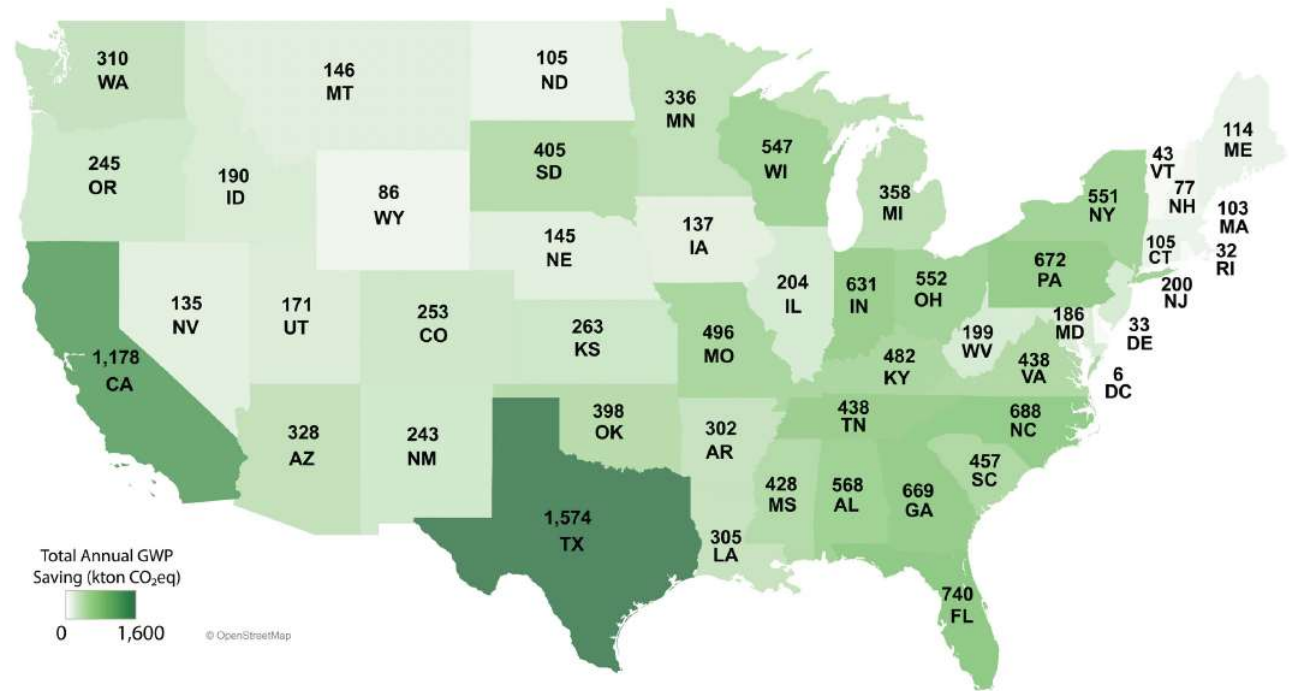 310
WA
146
MT
105
ND
336
MN
547
WI
358
MI
43
VT
77
NH
114
ME
245
OR
190
ID
86
WY
405
SD
137
IA
551
NY
103
MA
105
CT
32
RI
145
NE
204
IL
631
IN
552
OH
672
PA
200
NJ
135
NV
171
UT
253
CO
263
KS
496
MO
482
KY
199
WV
186
MD
33
DE
438
VA
6
DC
1,178
CA
328
AZ
243
NM
398
OK
302
AR
438
TN
688
NC
457
SC
428
MS
568
AL
669
GA
1,574
TX
305
LA
740
FL
Total Annual GWP
Saving (kton CO₂eq)
0 1,600
© OpenStreetMap